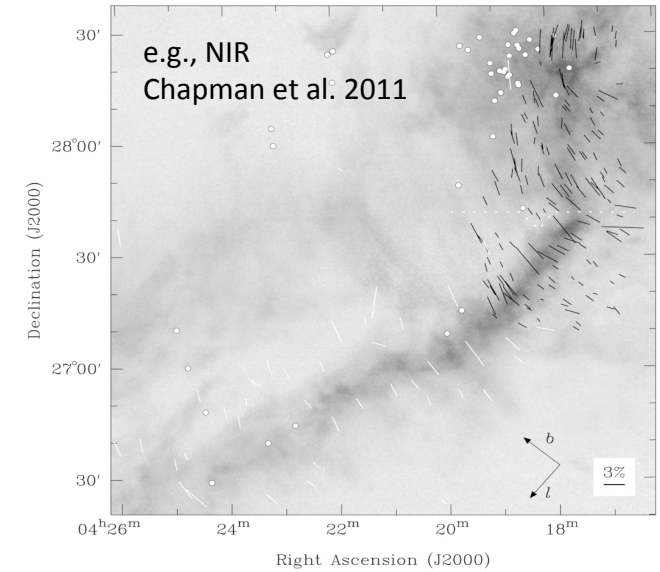 e.g., NIR
Chapman et al. 2011
30′
28°00′
30′
27°00′
30′
Declination (J2000)
b
l
3%
04ʰ26ᵐ
24ᵐ
22ᵐ
20ᵐ
18ᵐ
Right Ascension (J2000)